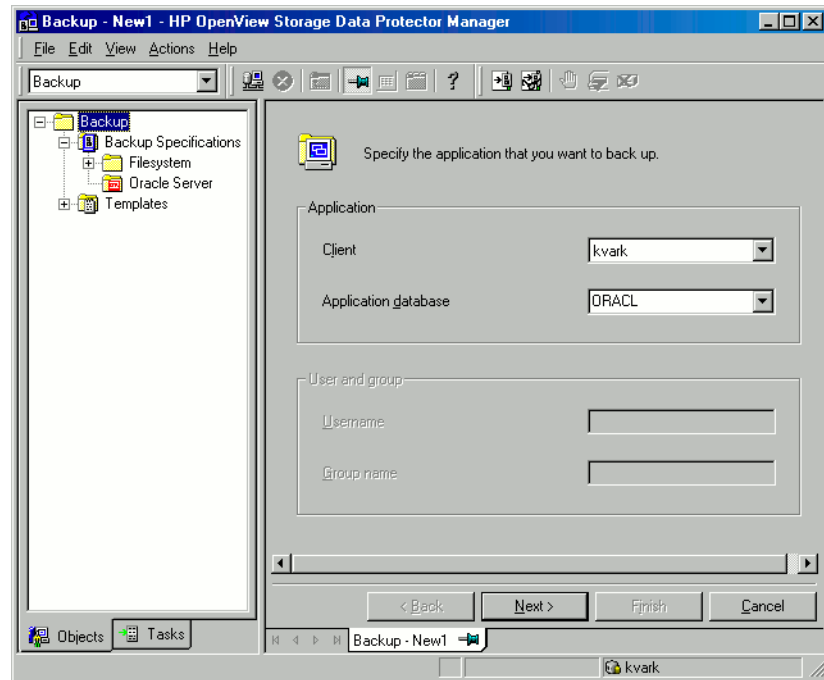 Backup - New1 - HP OpenView Storage Data Protector Manager
File Edit View Actions Help
Backup
?
Backup
Backup Specifications
Filesystem
Oracle Server
Templates
Specify the application that you want to back up.
Application
Client
kvark
Application database
ORACL
User and group
Username
Group name
< Back
Next >
Finish
Cancel
Objects
Tasks
Backup - New1
kvark